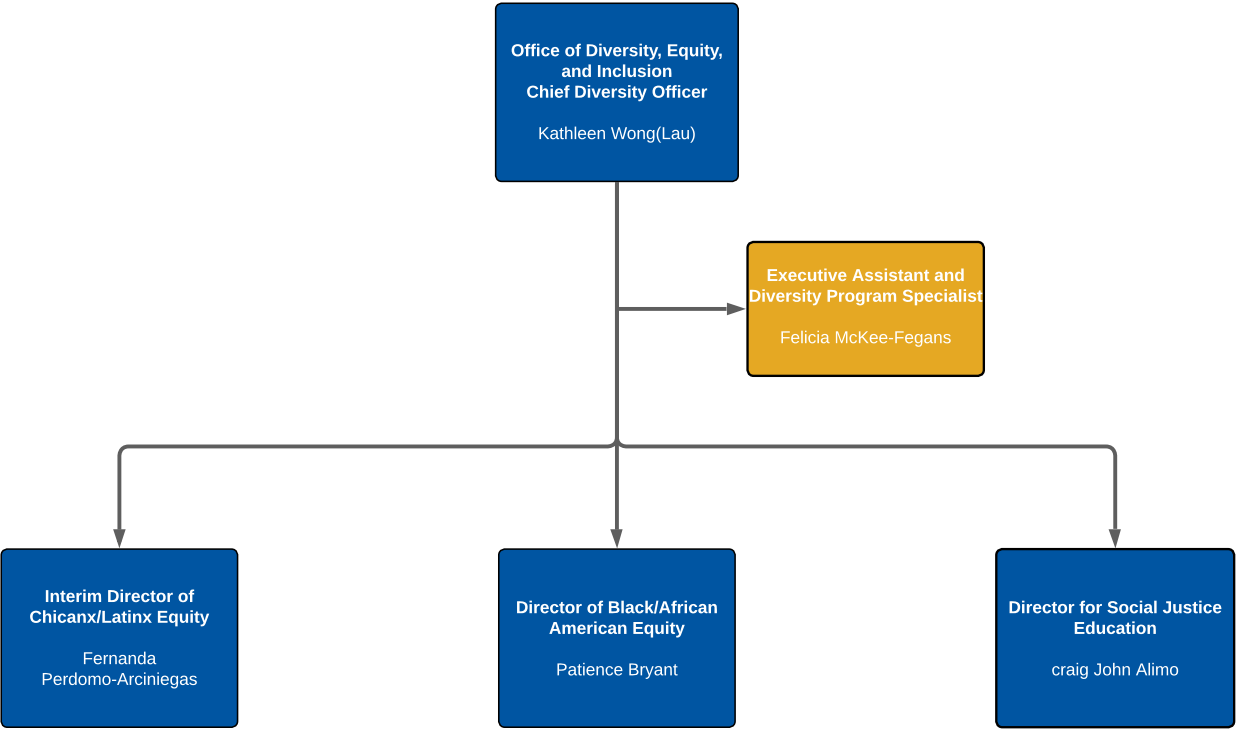 Office of Diversity, Equity,
and Inclusion
Chief Diversity Officer
Kathleen Wong(Lau)
Executive Assistant and
Diversity Program Specialist
Felicia McKee-Fegans
Interim Director of
Chicanx/Latinx Equity
Fernanda
Perdomo-Arciniegas
Director of Black/African
American Equity
Patience Bryant
Director for Social Justice
Education
craig John Alimo